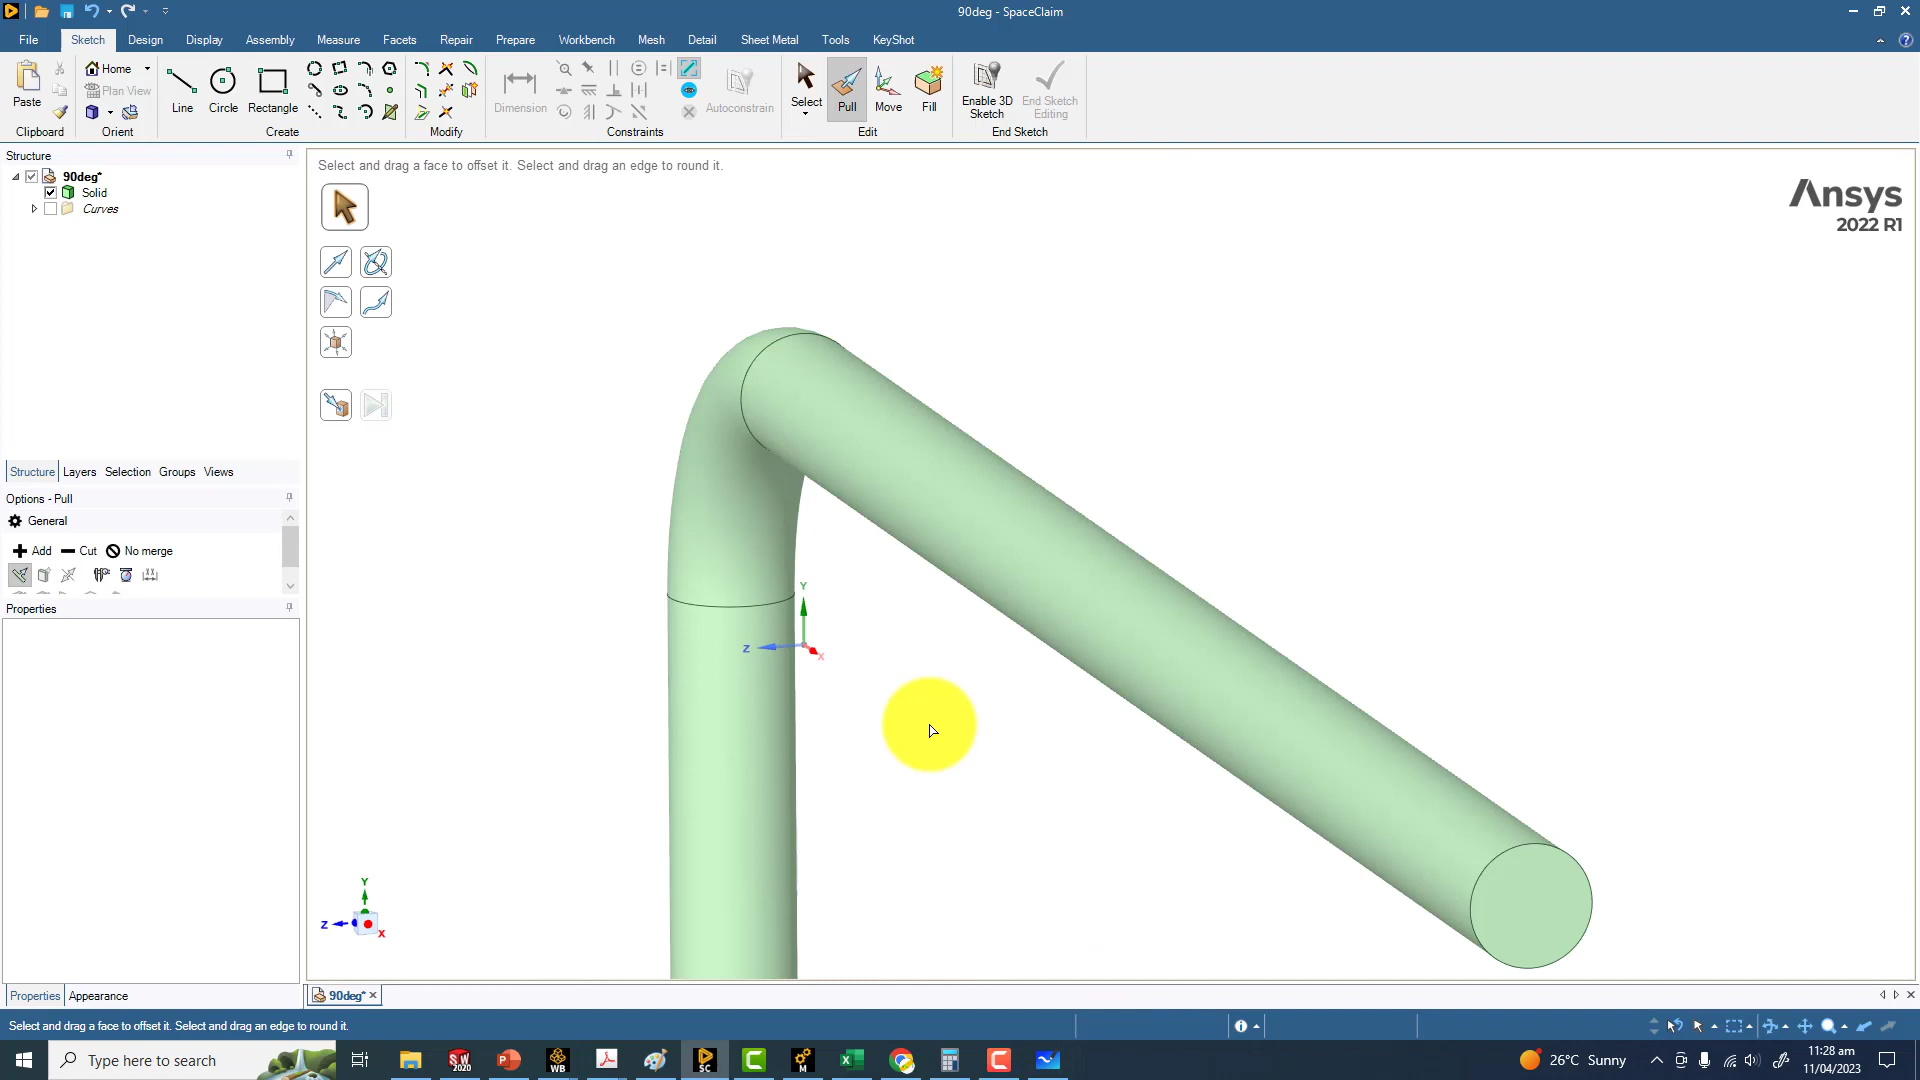 90deg - SpaceClaim
File Sketch Design Display Assembly Measure Facets Repair Prepare Workbench Mesh Detail Sheet Metal Tools KeyShot
Paste
Home
Plan View
Line Circle Rectangle
Dimension
Autoconstrain
Select Pull Move Fill
Enable 3D Sketch
End Sketch Editing
Clipboard Orient Create Modify Constraints Edit End Sketch
Structure
90deg*
Solid
Curves
Structure Layers Selection Groups Views
Options - Pull
General
Add Cut No merge
Properties
Properties Appearance
Select and drag a face to offset it. Select and drag an edge to round it.
Ansys
2022 R1
Y
Z
X
Y
Z
X
90deg*
Select and drag a face to offset it. Select and drag an edge to round it.
Type here to search
SW
2020
WB
SC
M
26°C Sunny
11:28 am
11/04/2023